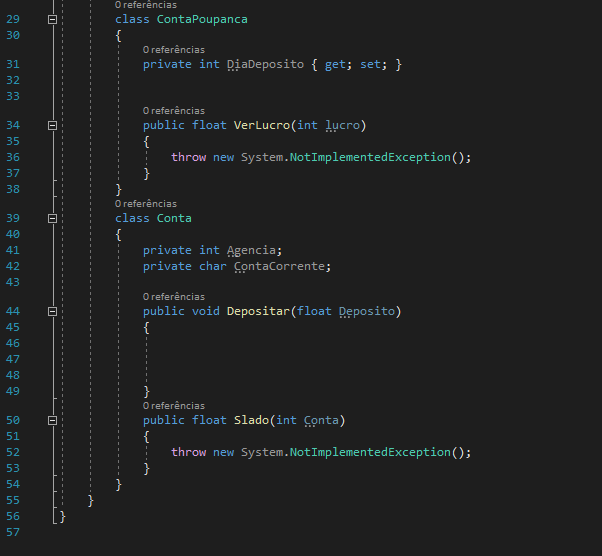 0 referências
29 class ContaPoupanca
30 {
0 referências
31 private int DiaDeposito { get; set; }
32
33
0 referências
34 public float VerLucro(int lucro)
35 {
36 throw new System.NotImplementedException();
37 }
38 }
0 referências
39 class Conta
40 {
41 private int Agencia;
42 private char ContaCorrente;
43
0 referências
44 public void Depositar(float Deposito)
45 {
46
47
48
49 }
0 referências
50 public float Slado(int Conta)
51 {
52 throw new System.NotImplementedException();
53 }
54 }
55 }
56 }
57